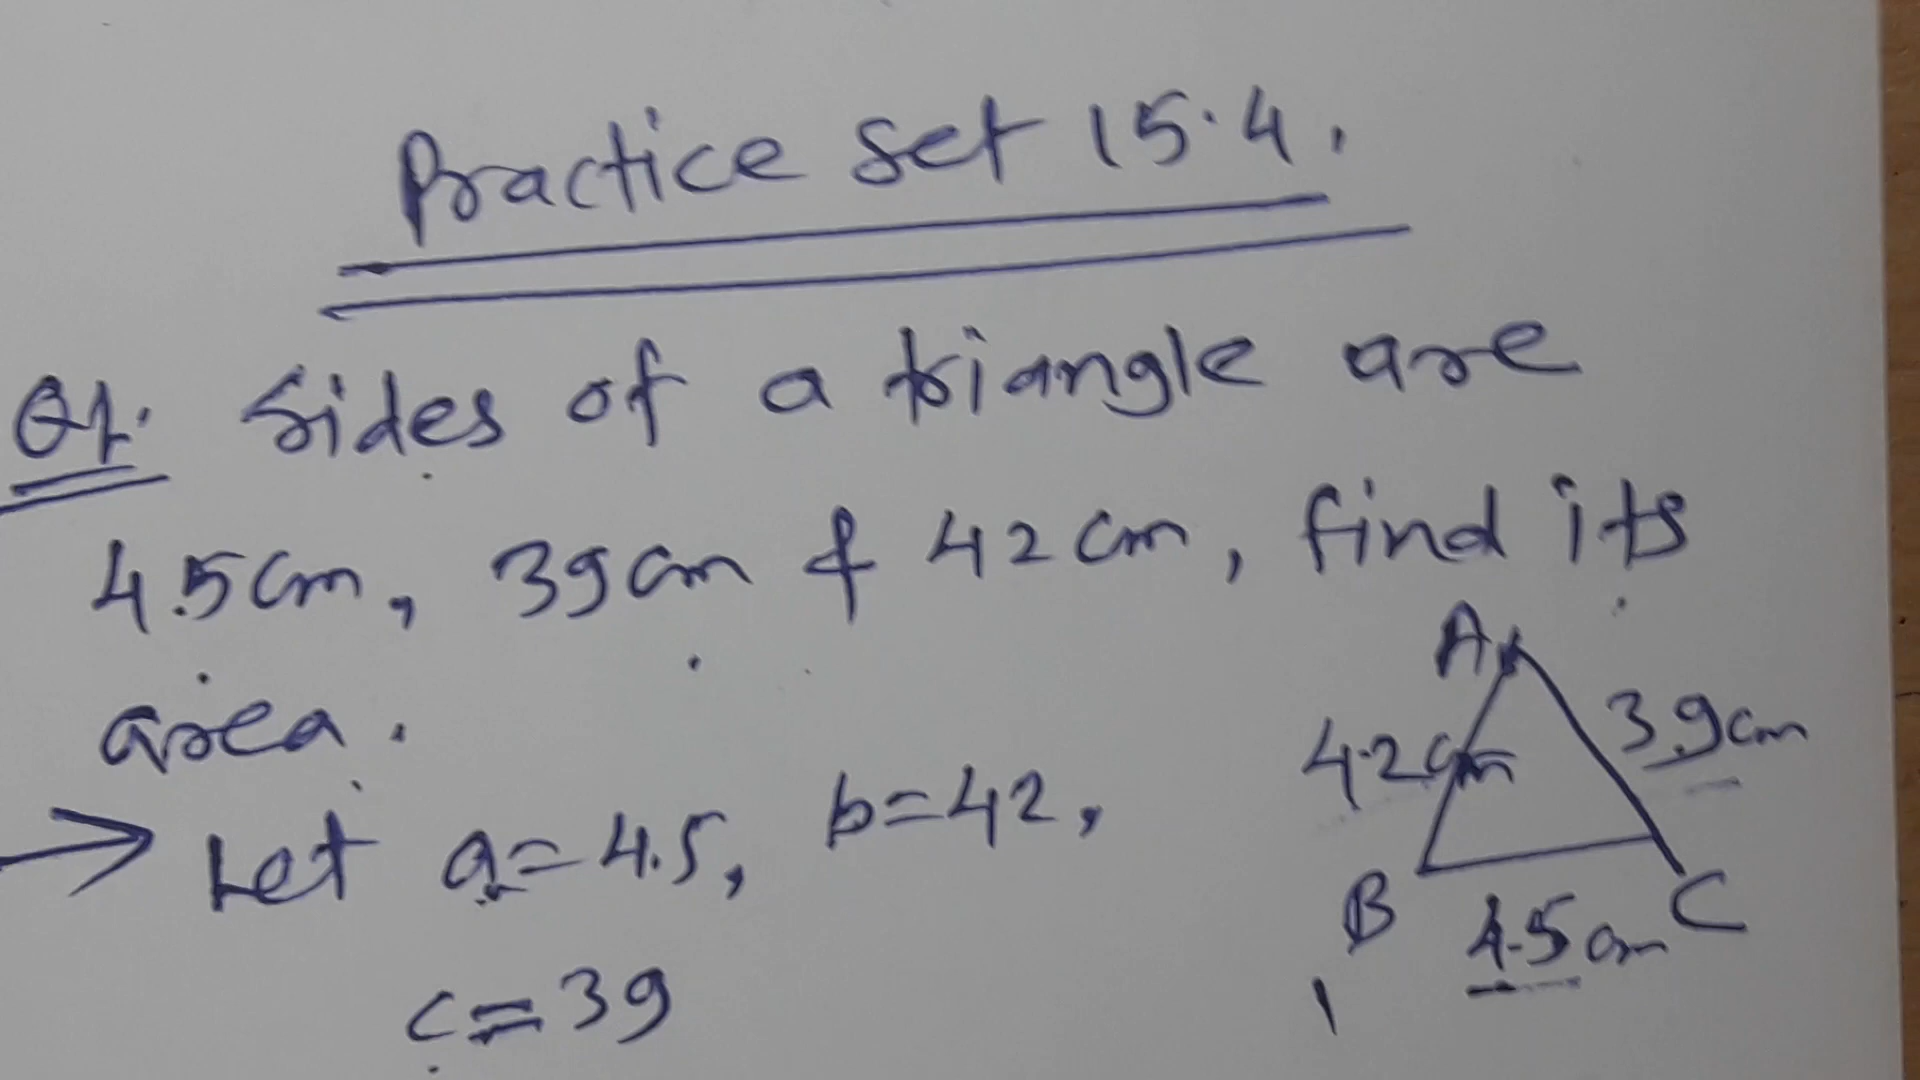 Practice set 15.4.
Q1. Sides of a triangle are
4.5cm, 39cm & 42cm, find its
area.
→ Let a=4.5, b=42,
c=39
A
4.2cm
3.9cm
B
4.5cm
C